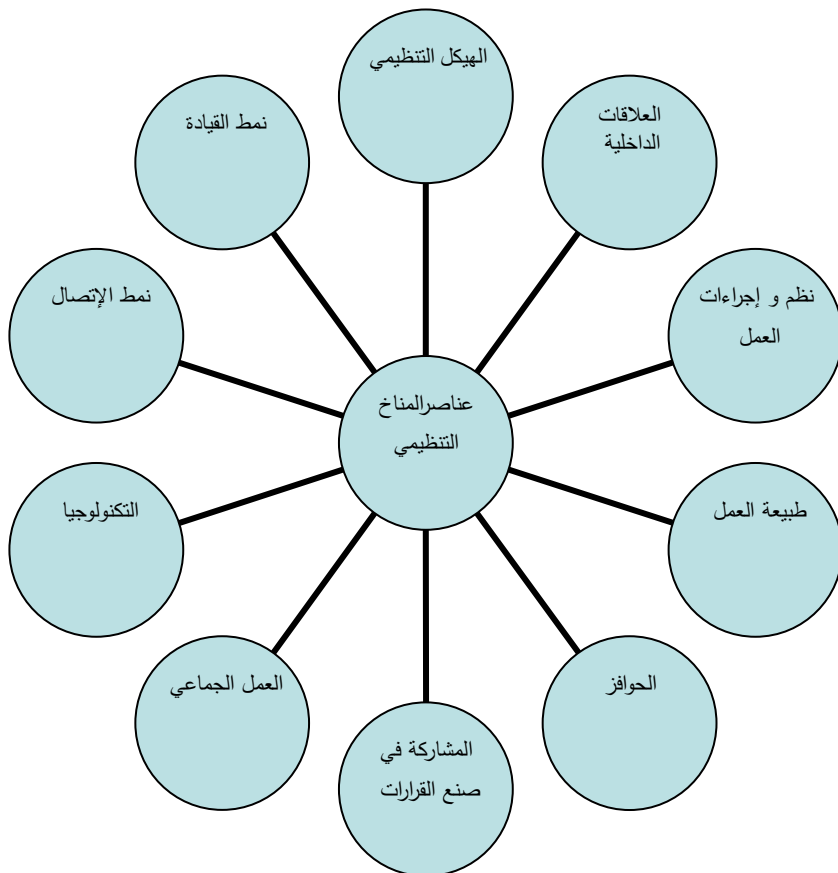 الهيكل التنظيمي
العلاقات
الداخلية
نمط القيادة
نظم و إجراءات
العمل
نمط الإتصال
عناصرالمناخ
التنظيمي
طبيعة العمل
التكنولوجيا
الحوافز
العمل الجماعي
المشاركة في
صنع القرارات